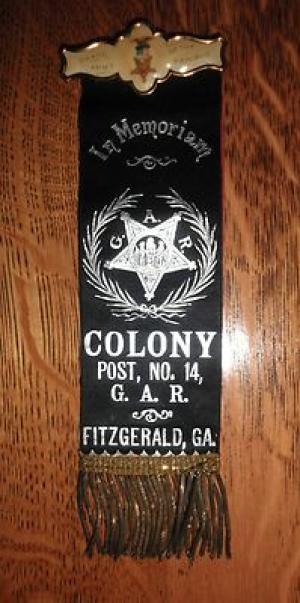 In Memoriam
G. A. R.
COLONY
POST, NO. 14,
G. A. R.
FITZGERALD, GA.